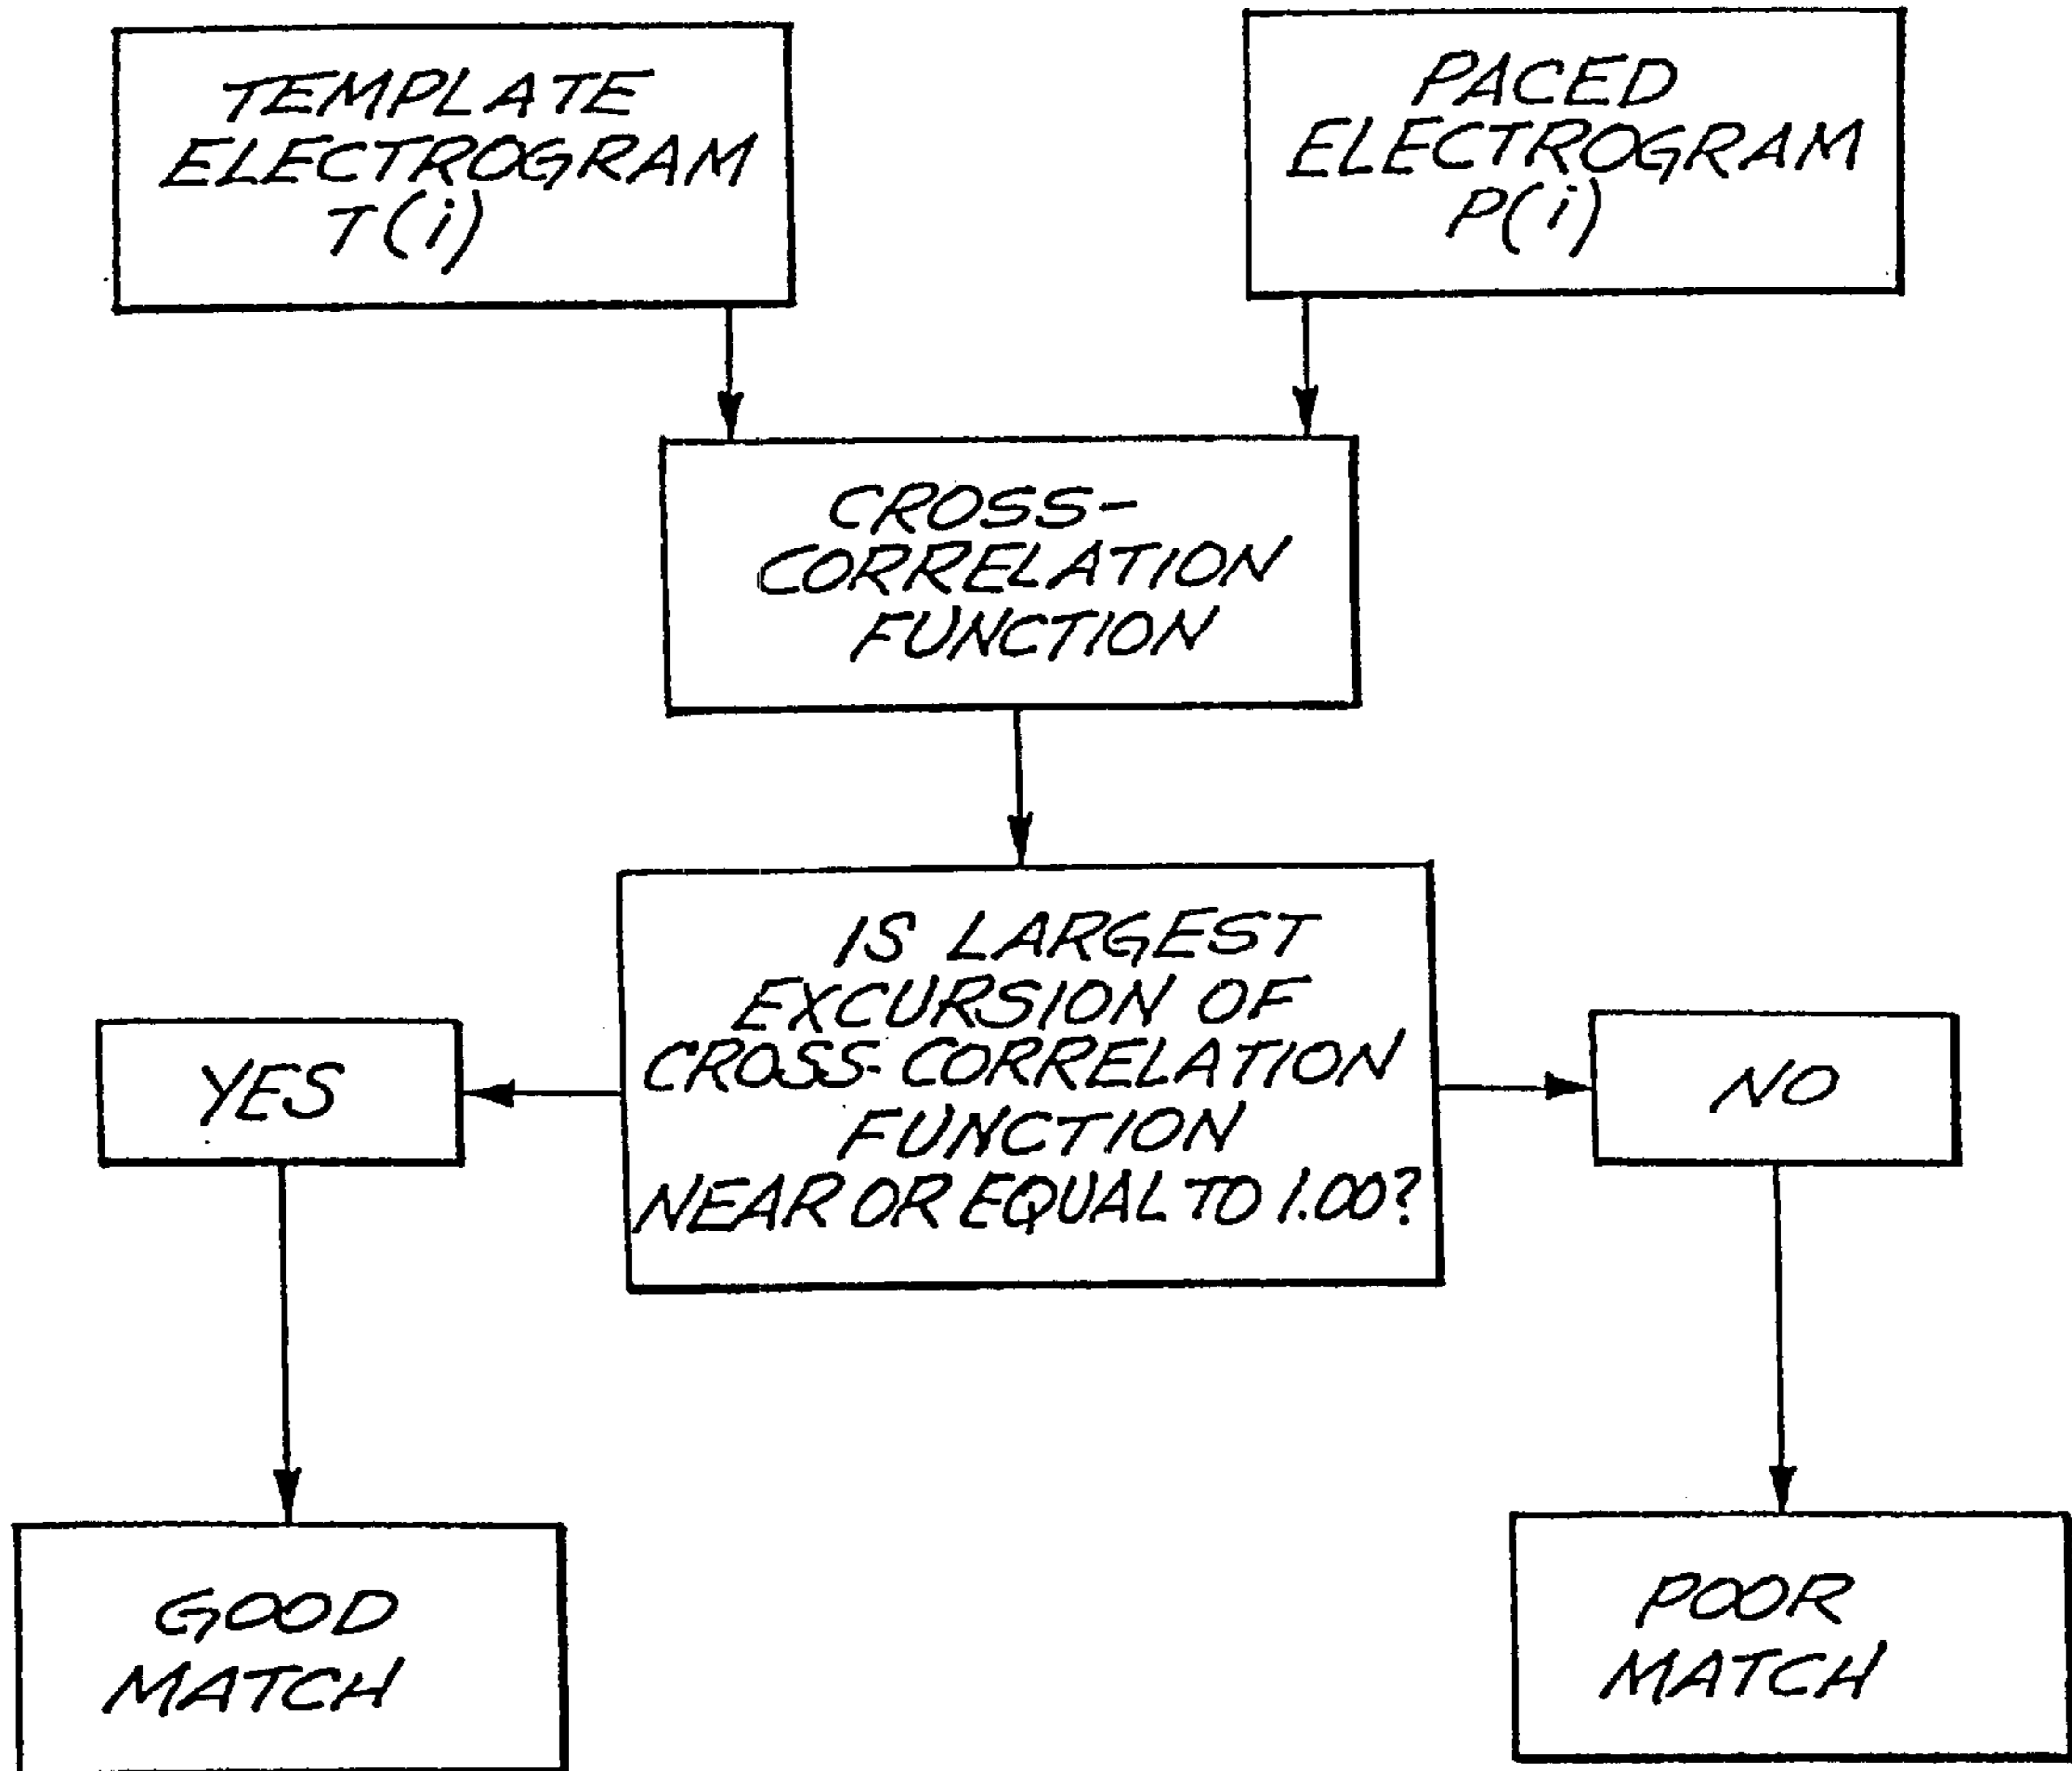 TEMPLATE
ELECTROGRAM
T(i)
PACED
ELECTROGRAM
P(i)
CROSS-
CORRELATION
FUNCTION
IS LARGEST
EXCURSION OF
CROSS-CORRELATION
FUNCTION
NEAR OR EQUAL TO 1.00?
YES
NO
GOOD
MATCH
POOR
MATCH